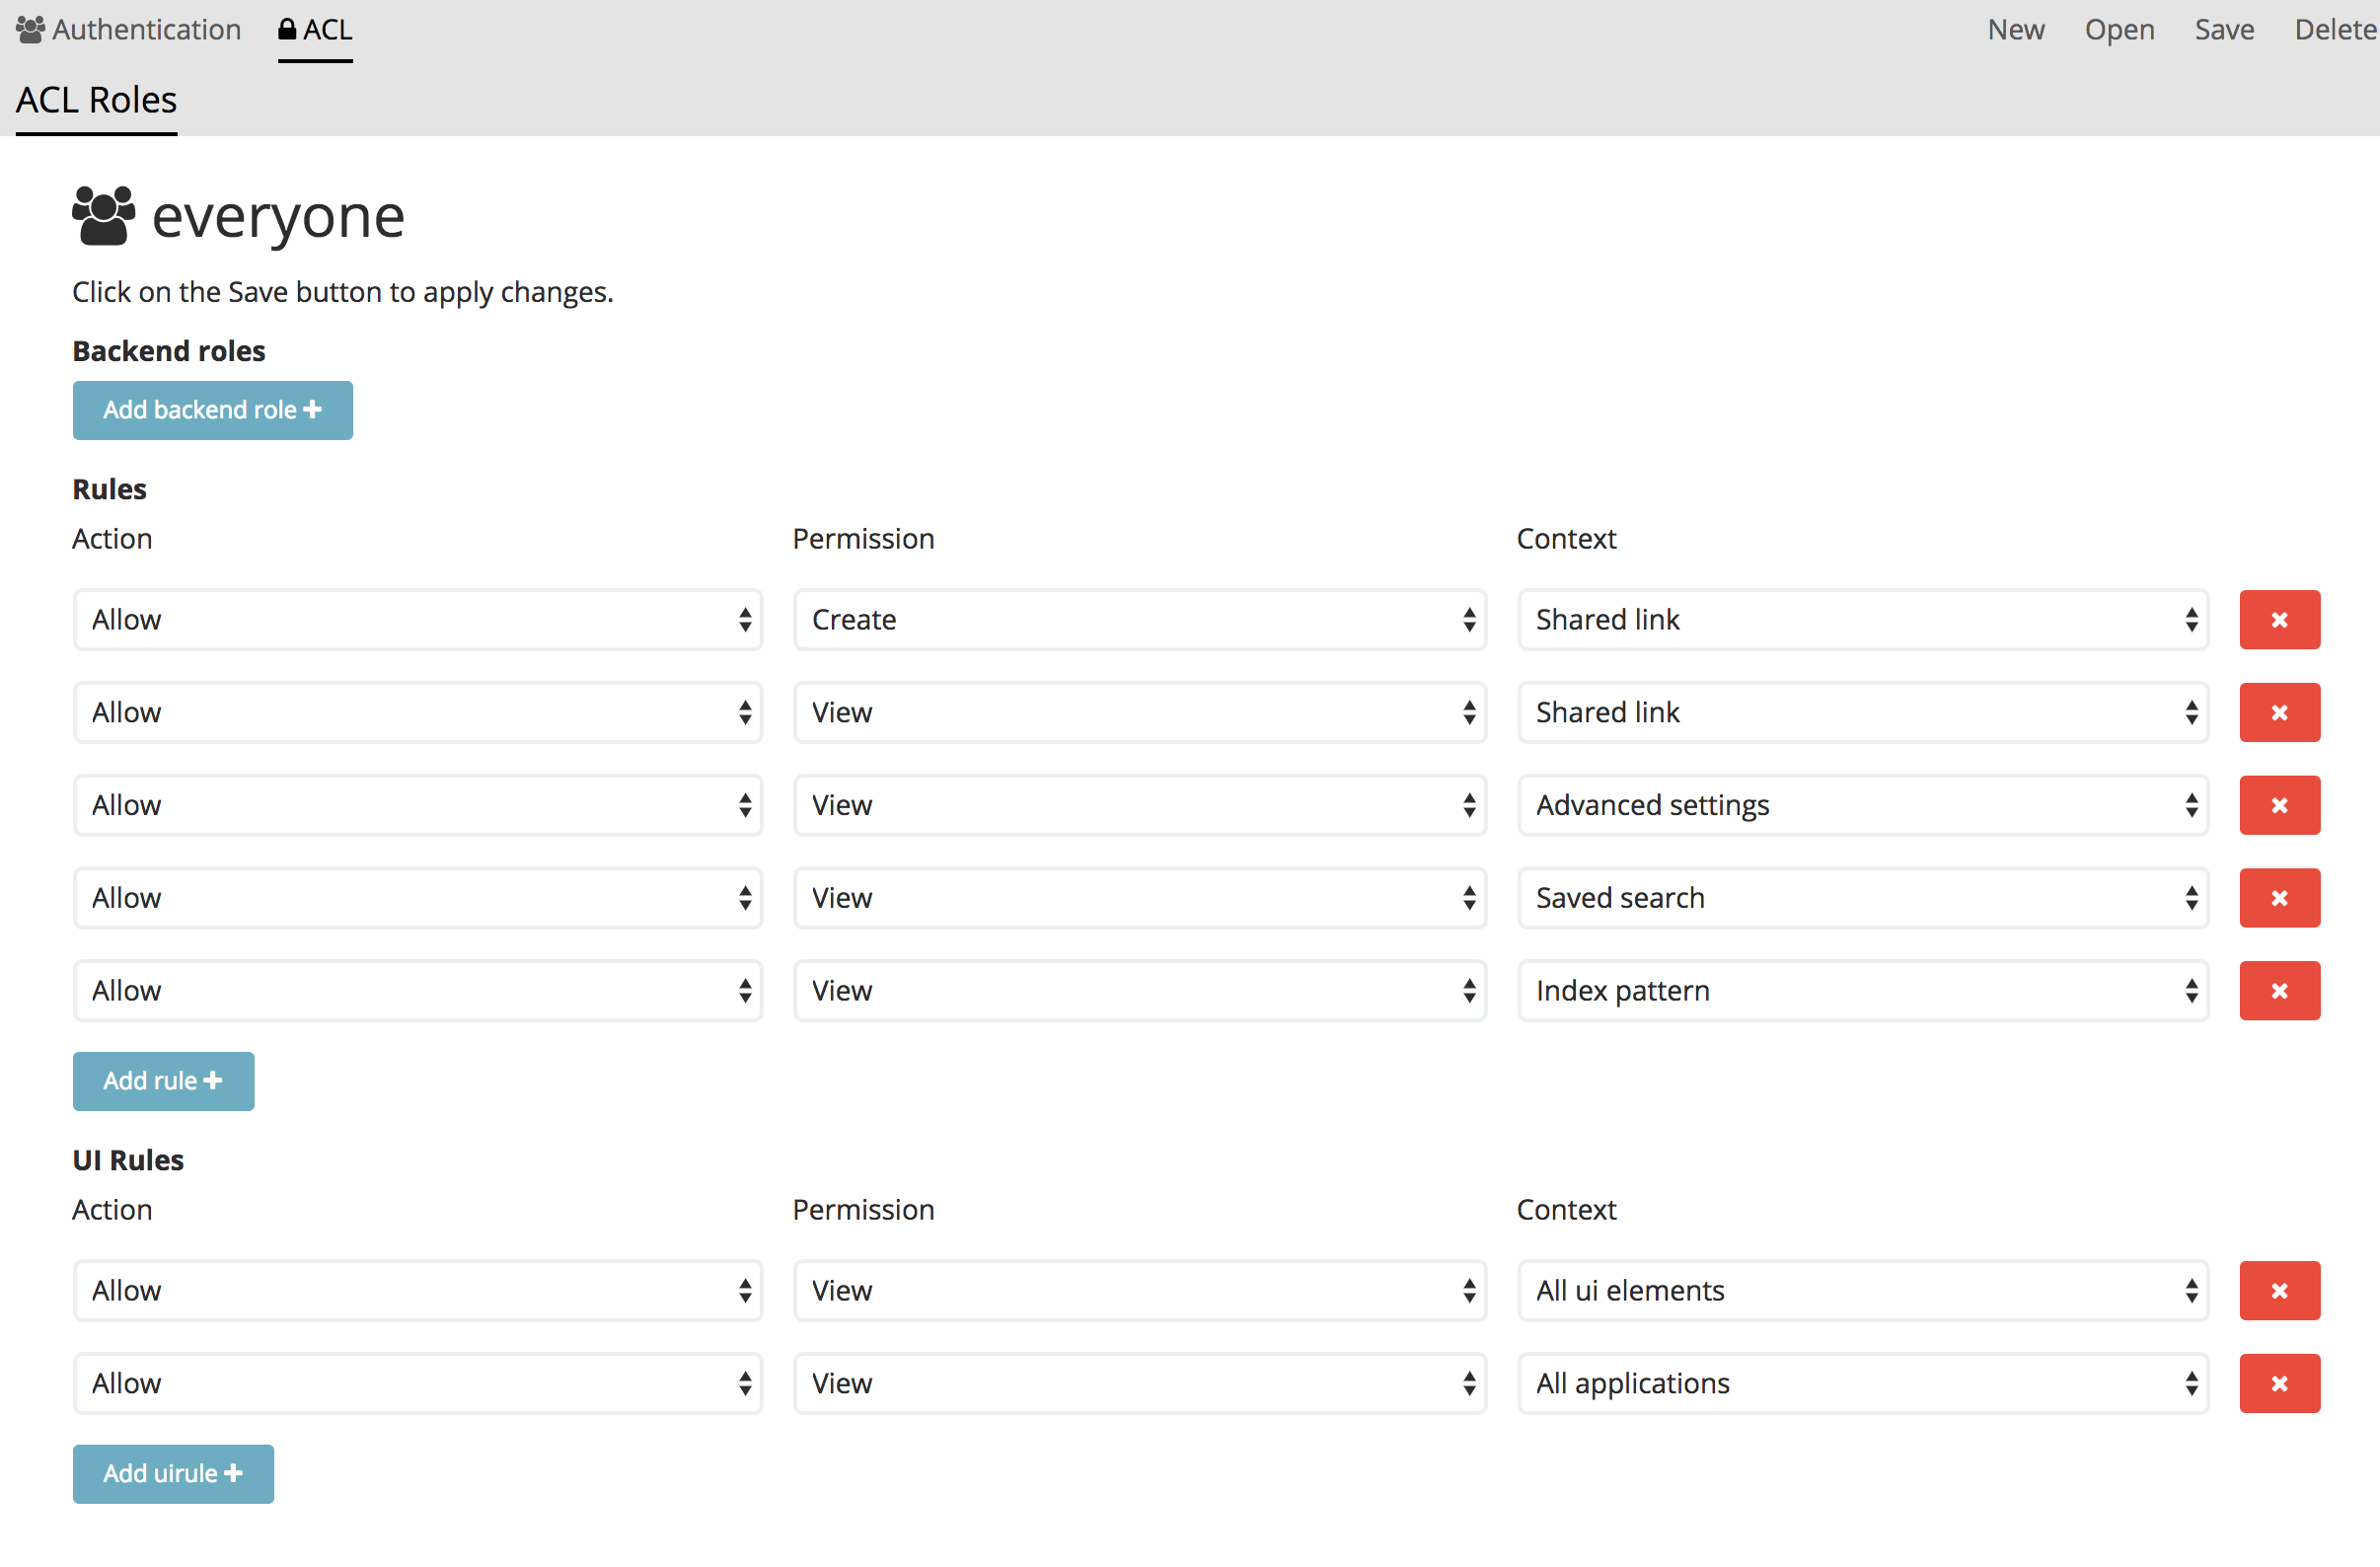 Authentication ACL New Open Save Delete
ACL Roles
everyone
Click on the Save button to apply changes.
Backend roles
Add backend role
Rules
Action Permission Context
Allow Create Shared link
Allow View Shared link
Allow View Advanced settings
Allow View Saved search
Allow View Index pattern
Add rule
UI Rules
Action Permission Context
Allow View All ui elements
Allow View All applications
Add uirule